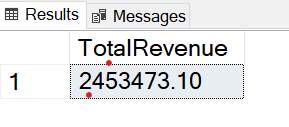 Results Messages
TotalRevenue
1 2453473.10